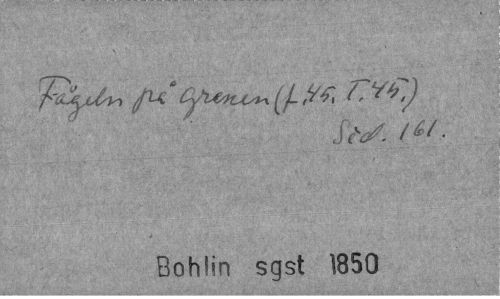 Fågeln på Grenen (L.45. T.45.)
Sid. 161.
Bohlin sgst 1850